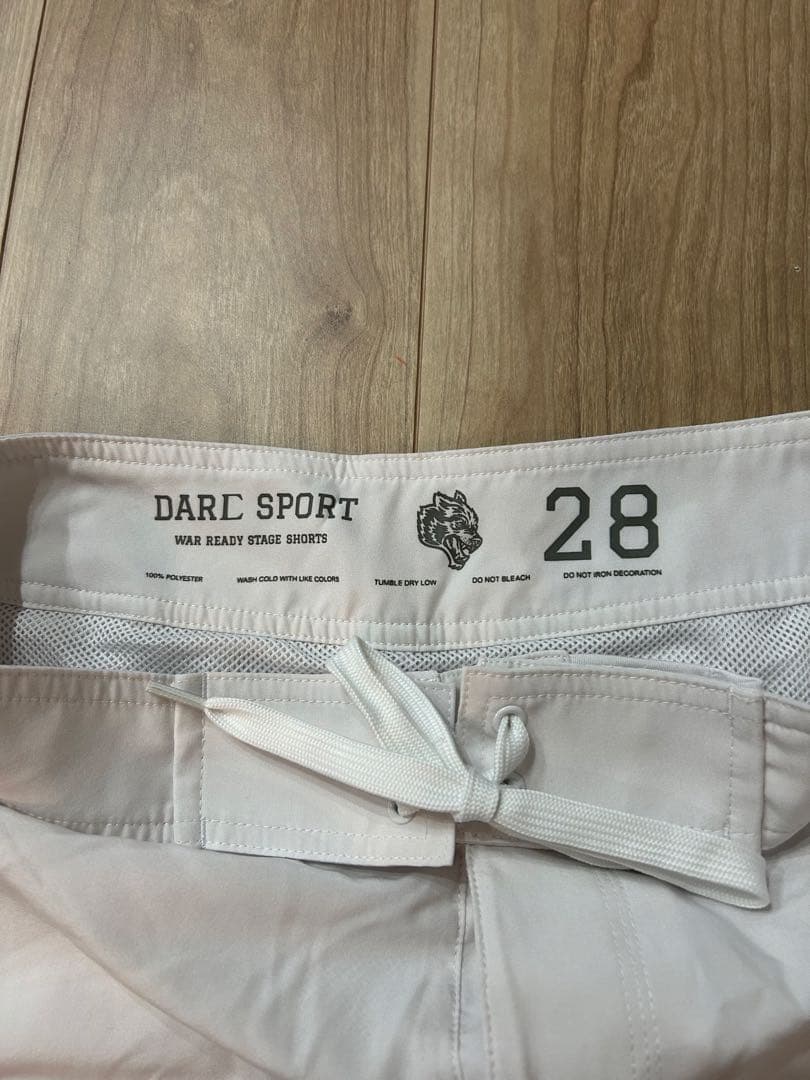 DARC SPORT 28
WAR READY STAGE SHORTS
100% POLYESTER WASH COLD WITH LIKE COLORS TUMBLE DRY LOW DO NOT BLEACH DO NOT IRON DECORATION